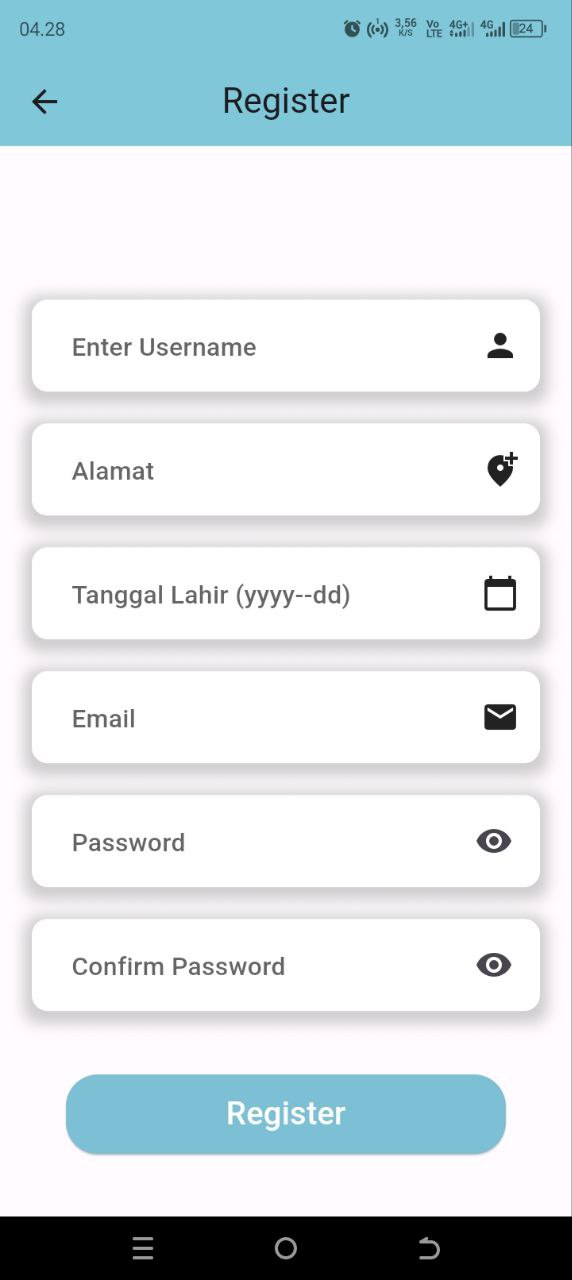 04.28
1
3,56
K/S
Vo
LTE
4G+
4G
24
Register
Enter Username
Alamat
Tanggal Lahir (yyyy--dd)
Email
Password
Confirm Password
Register